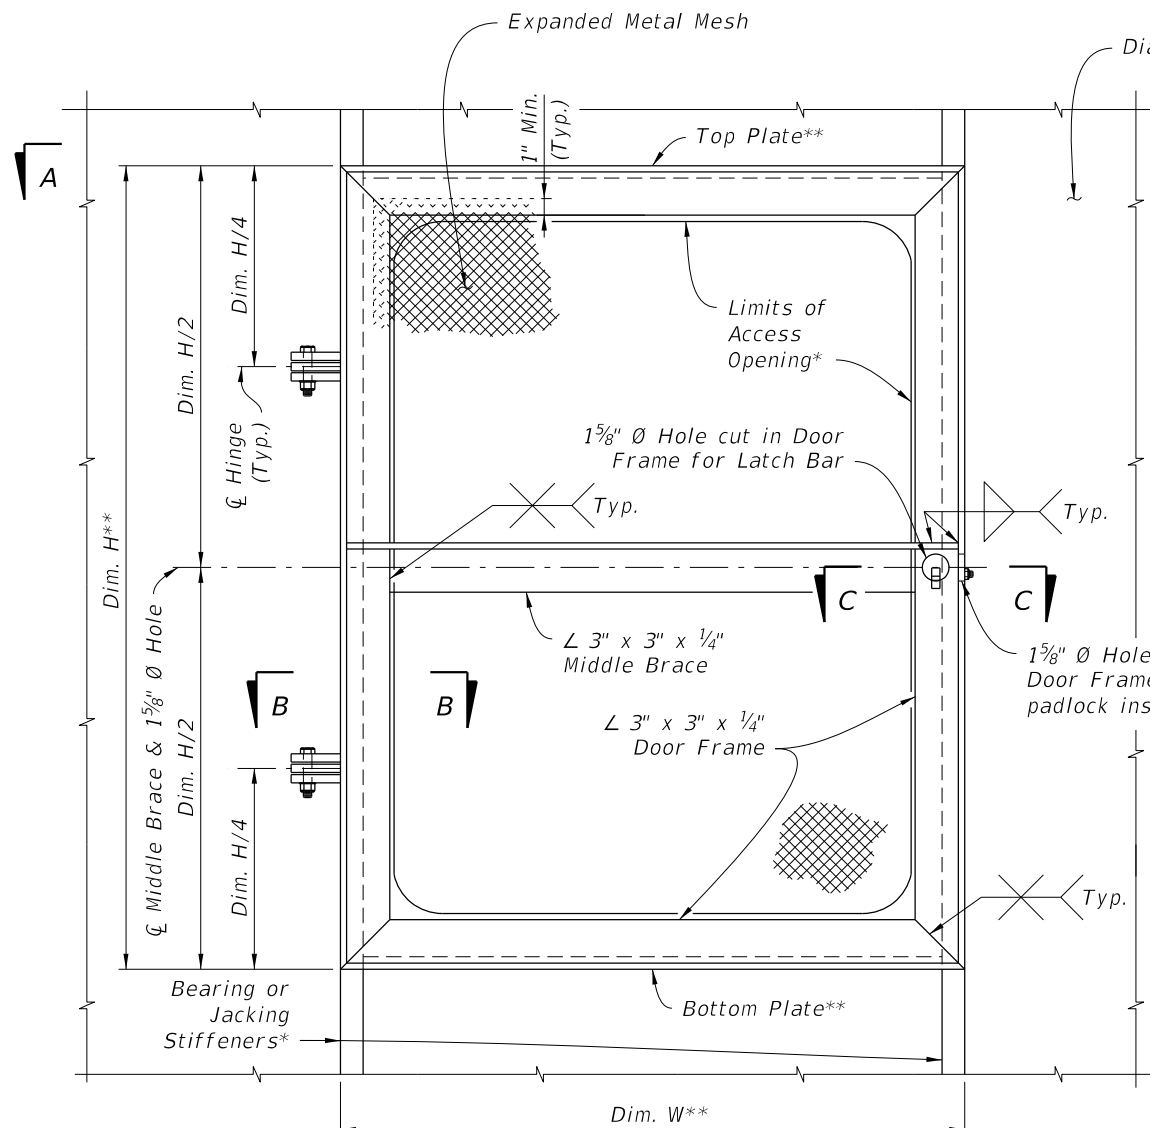 Expanded Metal Mesh
1" Min.
(Typ.)
Top Plate**
A
Dim. H/4
Dim. H/2
Limits of
Access
Opening*
℄ Hinge
(Typ.)
1⅝" Ø Hole cut in Door
Frame for Latch Bar
Typ.
Typ.
Dim. H**
C
C
∠ 3" x 3" x ¼"
Middle Brace
1⅝" Ø Hole
Door Frame
padlock
B
B
℄ Middle Brace & 1⅝" Ø Hole
Dim. H/2
∠ 3" x 3" x ¼"
Door Frame
Dim. H/4
Typ.
Bearing or
Jacking
Stiffeners*
Bottom Plate**
Dim. W**